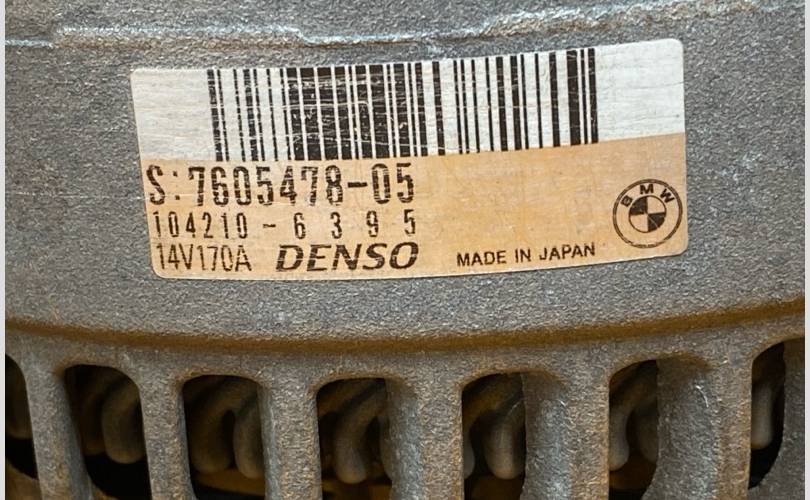 S:7605478-05
104210-6395
14V170A DENSO MADE IN JAPAN
BMW